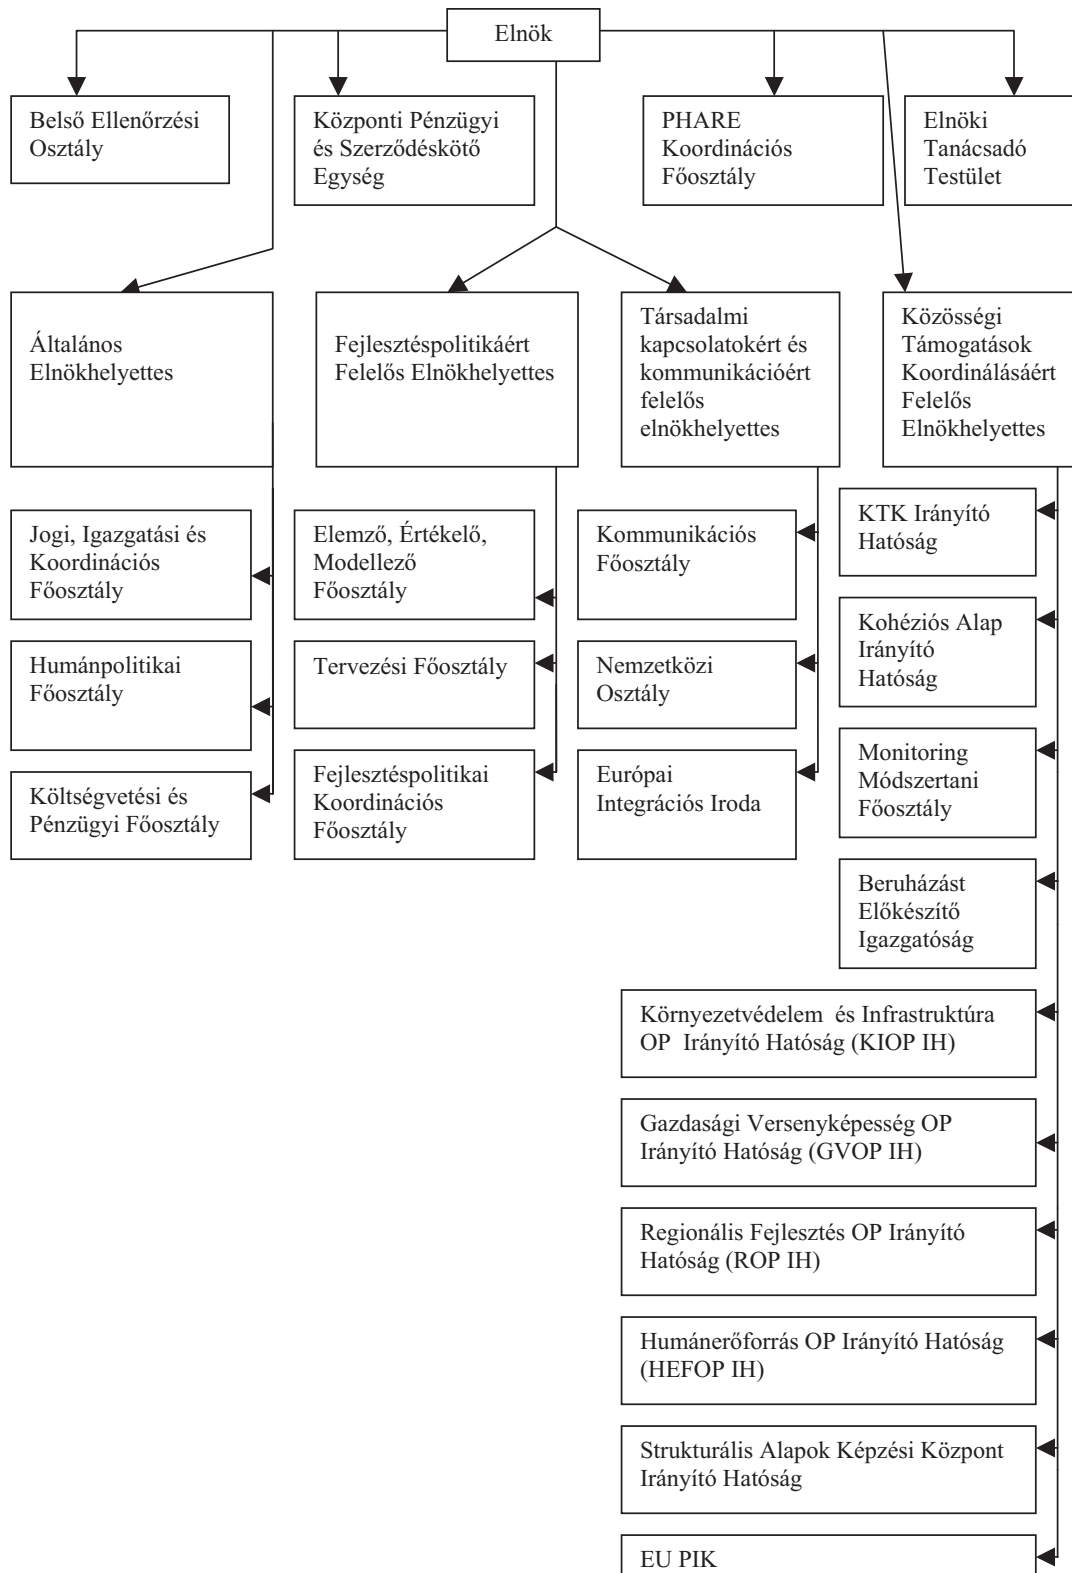 Elnök
Belső Ellenőrzési
Osztály
Központi Pénzügyi
és Szerződéskötő
Egység
PHARE
Koordinációs
Főosztály
Elnöki
Tanácsadó
Testület
Általános
Elnökhelyettes
Fejlesztéspolitikáért
Felelős Elnökhelyettes
Társadalmi
kapcsolatokért és
kommunikációért
felelős
elnökhelyettes
Közösségi
Támogatások
Koordinálásáért
Felelős
Elnökhelyettes
Jogi, Igazgatási és
Koordinációs
Főosztály
Elemző, Értékelő,
Modellező
Főosztály
Kommunikációs
Főosztály
KTK Irányító
Hatóság
Kohéziós Alap
Irányító
Hatóság
Humánpolitikai
Főosztály
Tervezési Főosztály
Nemzetközi
Osztály
Monitoring
Módszertani
Főosztály
Költségvetési és
Pénzügyi Főosztály
Fejlesztéspolitikai
Koordinációs
Főosztály
Európai
Integrációs Iroda
Beruházást
Előkészítő
Igazgatóság
Környezetvédelem és Infrastruktúra
OP Irányító Hatóság (KIOP IH)
Gazdasági Versenyképesség OP
Irányító Hatóság (GVOP IH)
Regionális Fejlesztés OP Irányító
Hatóság (ROP IH)
Humánerőforrás OP Irányító Hatóság
(HEFOP IH)
Strukturális Alapok Képzési Központ
Irányító Hatóság
EU PIK